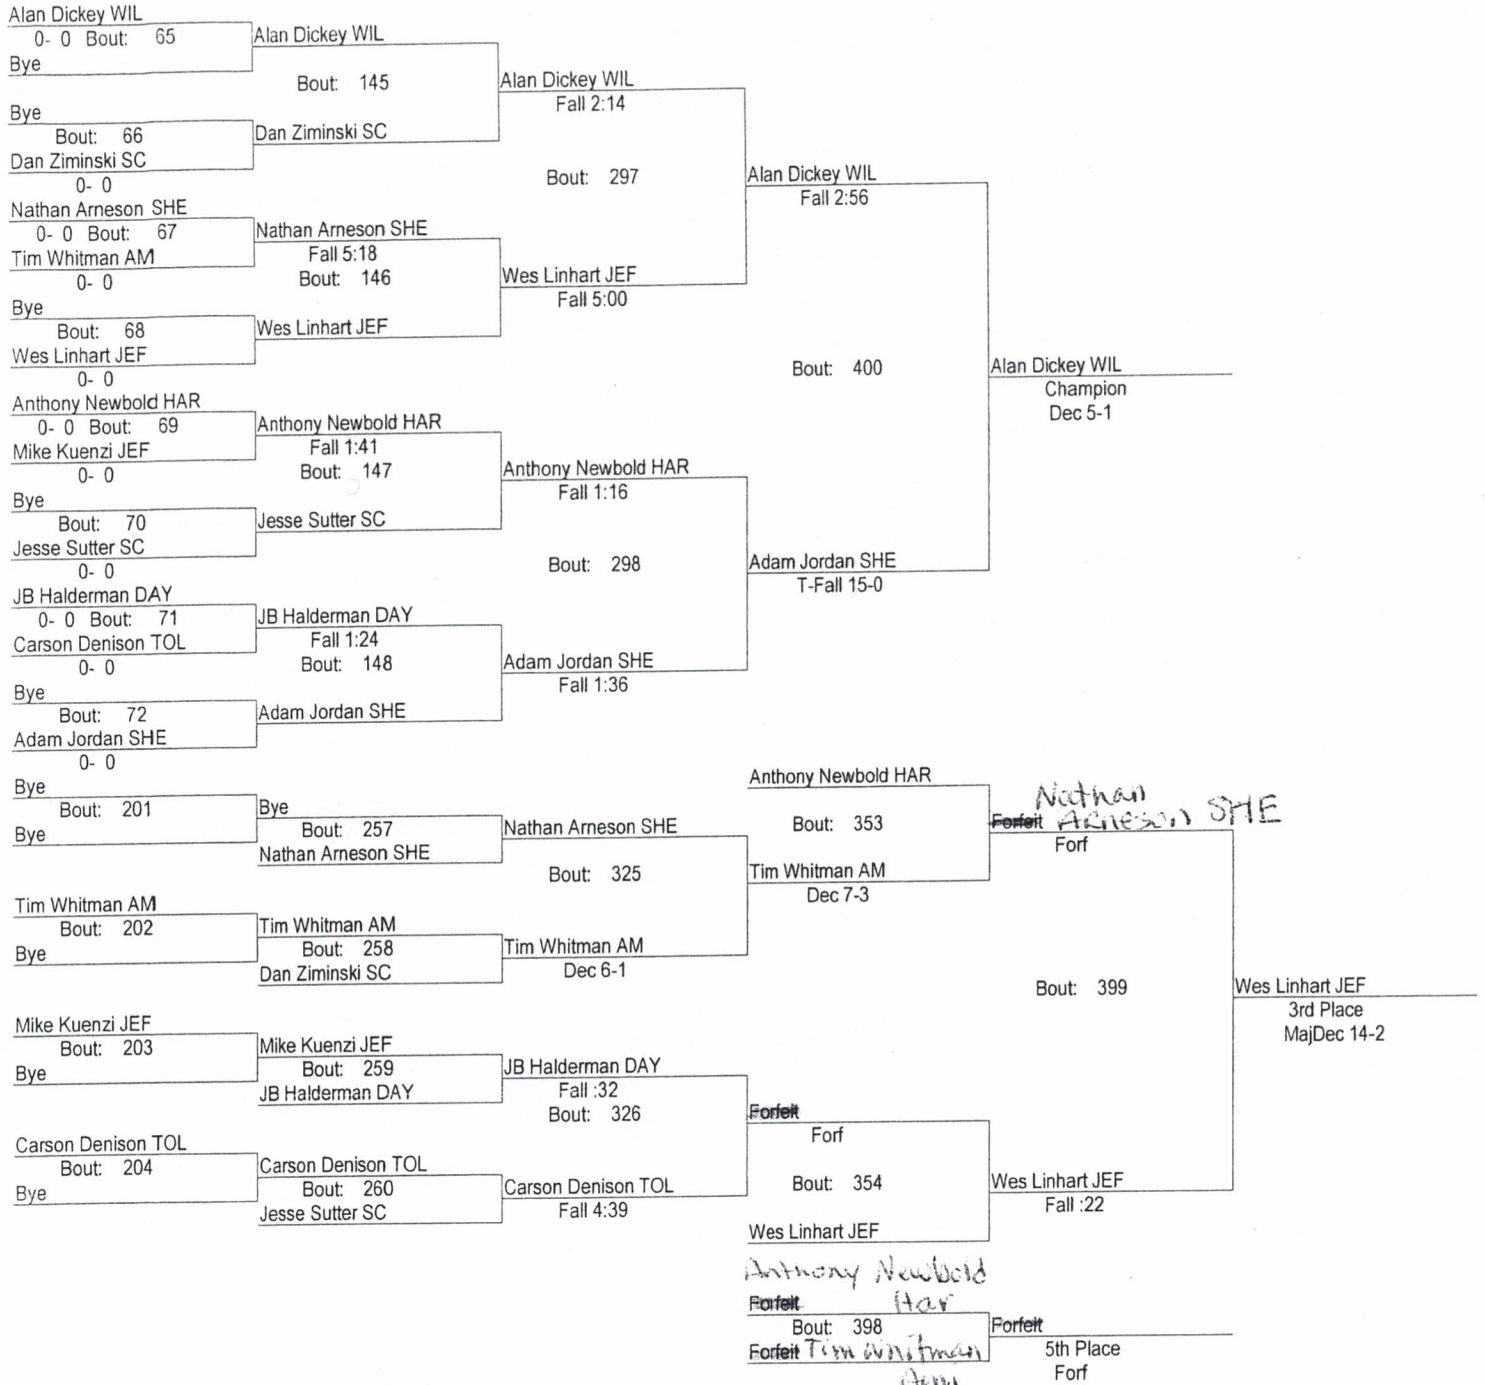 Alan Dickey WIL
0- 0 Bout: 65
Bye
Alan Dickey WIL
Bout: 145
Bye
Bout: 66
Dan Ziminski SC
0- 0
Dan Ziminski SC
Alan Dickey WIL
Fall 2:14
Bout: 297
Nathan Arneson SHE
0- 0 Bout: 67
Tim Whitman AM
0- 0
Nathan Arneson SHE
Fall 5:18
Bout: 146
Bye
Bout: 68
Wes Linhart JEF
0- 0
Wes Linhart JEF
Wes Linhart JEF
Fall 5:00
Alan Dickey WIL
Fall 2:56
Bout: 400
Anthony Newbold HAR
0- 0 Bout: 69
Mike Kuenzi JEF
0- 0
Anthony Newbold HAR
Fall 1:41
Bout: 147
Bye
Bout: 70
Jesse Sutter SC
0- 0
Jesse Sutter SC
Anthony Newbold HAR
Fall 1:16
Bout: 298
JB Halderman DAY
0- 0 Bout: 71
Carson Denison TOL
0- 0
JB Halderman DAY
Fall 1:24
Bout: 148
Bye
Bout: 72
Adam Jordan SHE
0- 0
Adam Jordan SHE
Adam Jordan SHE
Fall 1:36
Adam Jordan SHE
T-Fall 15-0
Alan Dickey WIL
Champion
Dec 5-1
Bye
Bout: 201
Bye
Bye
Bout: 257
Nathan Arneson SHE
Nathan Arneson SHE
Bout: 325
Tim Whitman AM
Bout: 202
Bye
Tim Whitman AM
Bout: 258
Dan Ziminski SC
Tim Whitman AM
Dec 6-1
Anthony Newbold HAR
Bout: 353
Tim Whitman AM
Dec 7-3
Nathan
Forfeit Arneson SHE
Forf
Bout: 399
Mike Kuenzi JEF
Bout: 203
Bye
Mike Kuenzi JEF
Bout: 259
JB Halderman DAY
JB Halderman DAY
Fall :32
Bout: 326
Carson Denison TOL
Bout: 204
Bye
Carson Denison TOL
Bout: 260
Jesse Sutter SC
Carson Denison TOL
Fall 4:39
Forfeit
Forf
Bout: 354
Wes Linhart JEF
Wes Linhart JEF
Fall :22
Wes Linhart JEF
3rd Place
MajDec 14-2
Anthony Newbold
Forfeit Har
Bout: 398
Forfeit Tim Whitman
Forfeit
5th Place
Forf